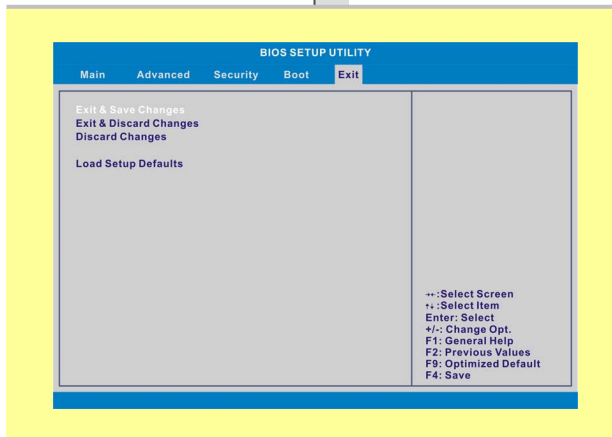 BIOS SETUP UTILITY
Main Advanced Security Boot Exit
Exit & Save Changes
Exit & Discard Changes
Discard Changes
Load Setup Defaults
→←:Select Screen
↑↓:Select Item
Enter: Select
+/-: Change Opt.
F1: General Help
F2: Previous Values
F9: Optimized Default
F4: Save